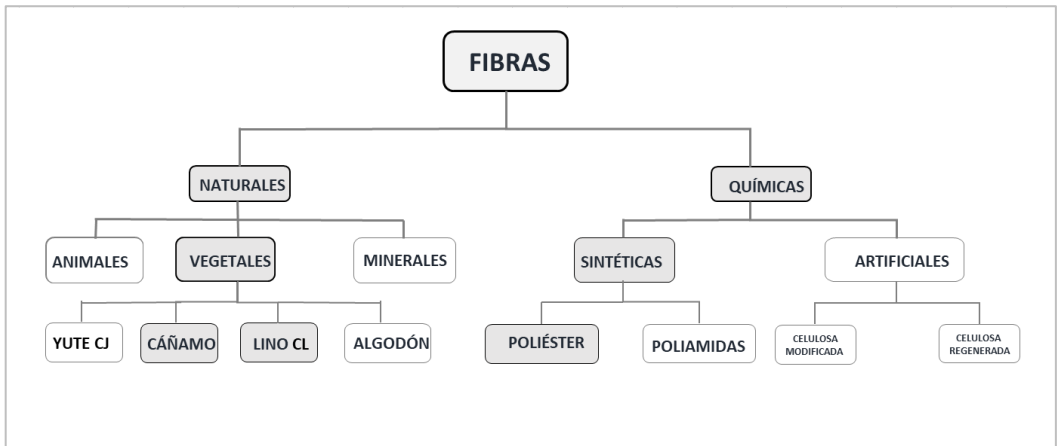 FIBRAS
NATURALES
QUÍMICAS
ANIMALES
VEGETALES
MINERALES
SINTÉTICAS
ARTIFICIALES
YUTE CJ
CÁÑAMO
LINO CL
ALGODÓN
POLIÉSTER
POLIAMIDAS
CELULOSA
MODIFICADA
CELULOSA
REGENERADA